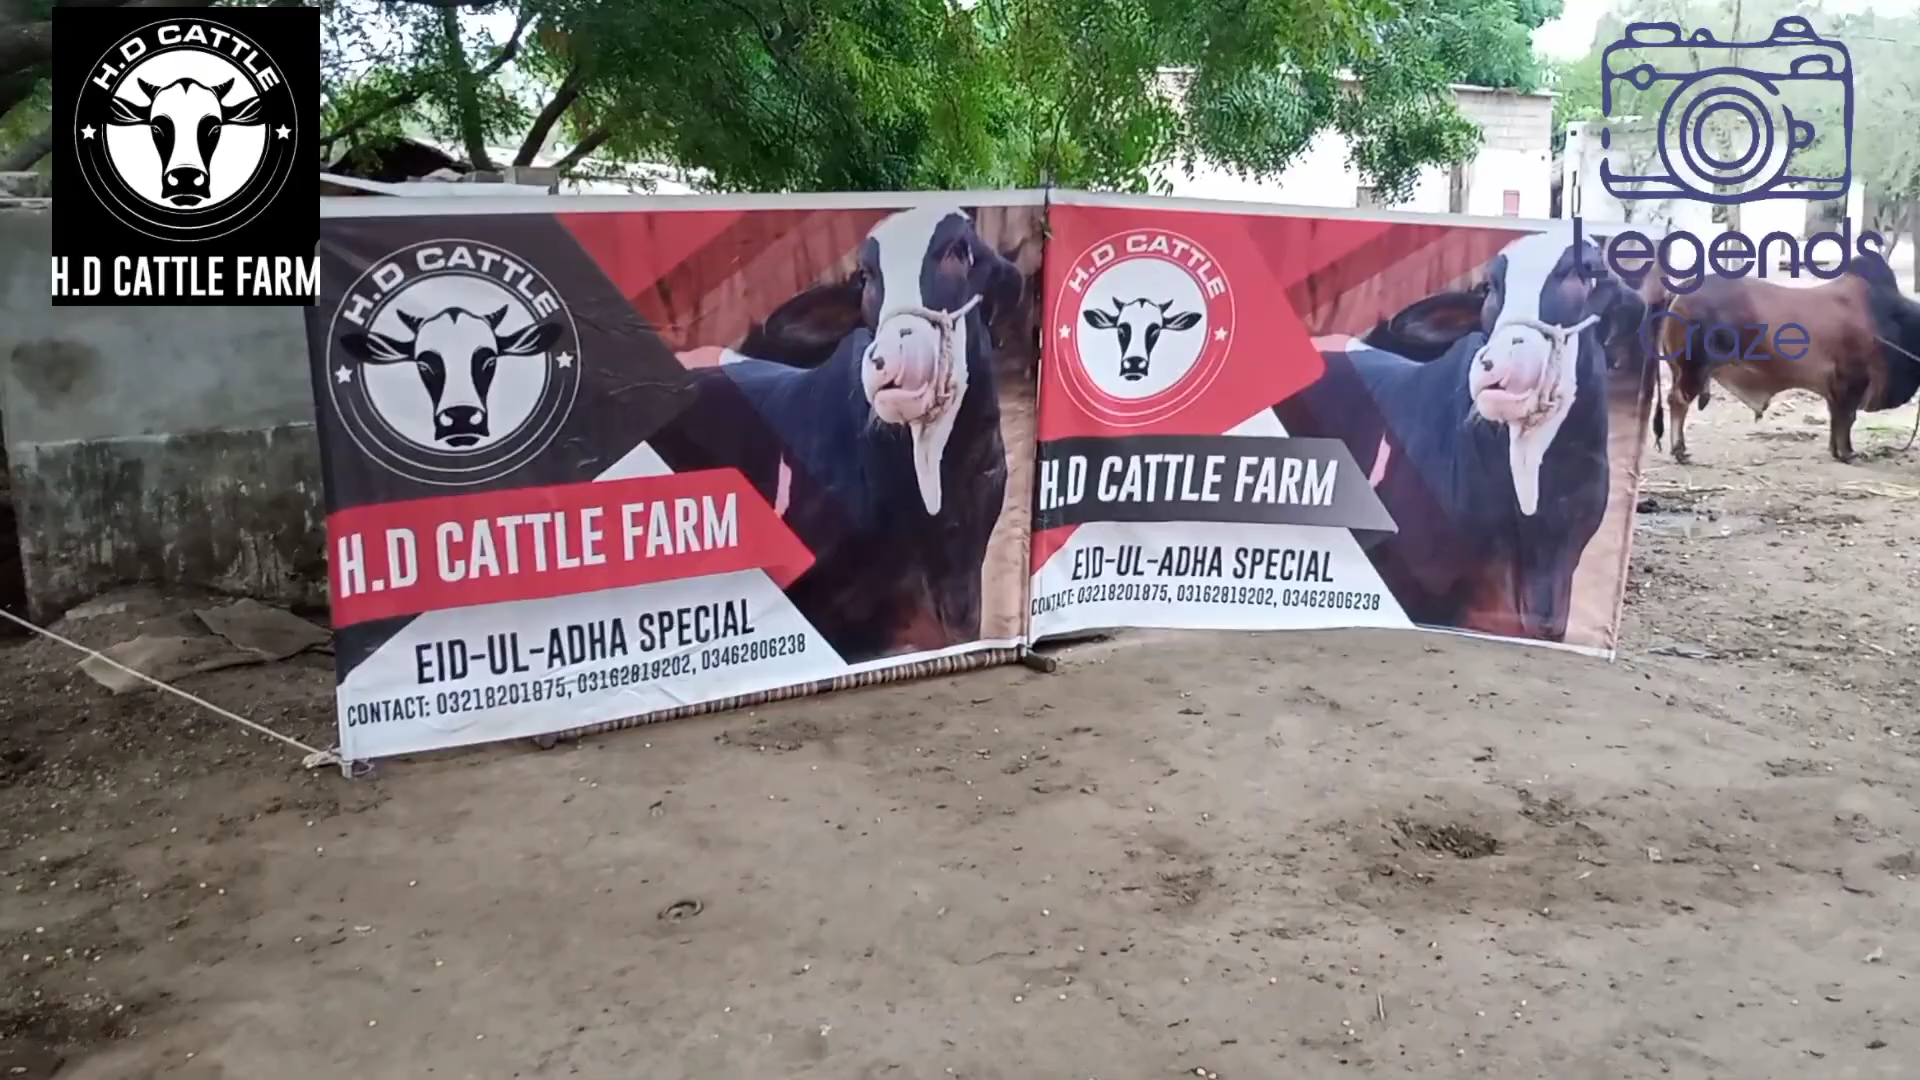 H.D CATTLE
H.D CATTLE FARM
Legends
Craze
H.D CATTLE
H.D CATTLE FARM
EID-UL-ADHA SPECIAL
CONTACT: 03218201875, 03162819202, 03462806238
H.D CATTLE
H.D CATTLE FARM
EID-UL-ADHA SPECIAL
CONTACT: 03218201875, 03162819202, 03462806238